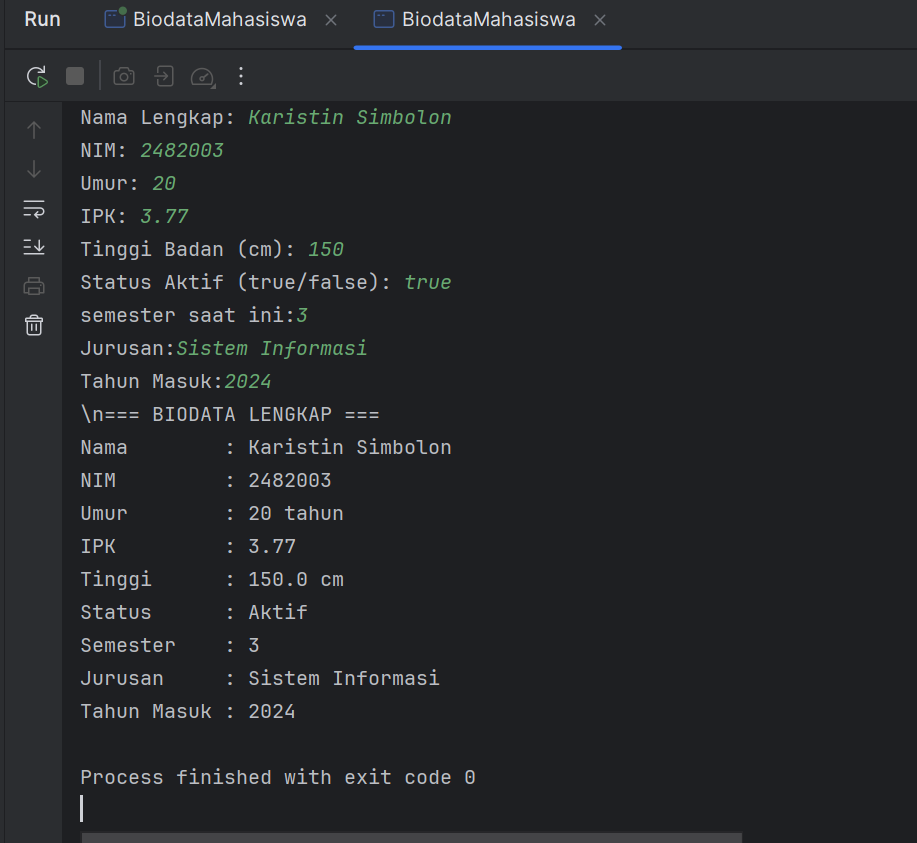 Run BiodataMahasiswa BiodataMahasiswa
Nama Lengkap: Karistin Simbolon
NIM: 2482003
Umur: 20
IPK: 3.77
Tinggi Badan (cm): 150
Status Aktif (true/false): true
semester saat ini:3
Jurusan:Sistem Informasi
Tahun Masuk:2024
\n=== BIODATA LENGKAP ===
Nama        : Karistin Simbolon
NIM         : 2482003
Umur        : 20 tahun
IPK         : 3.77
Tinggi      : 150.0 cm
Status      : Aktif
Semester    : 3
Jurusan     : Sistem Informasi
Tahun Masuk : 2024
Process finished with exit code 0